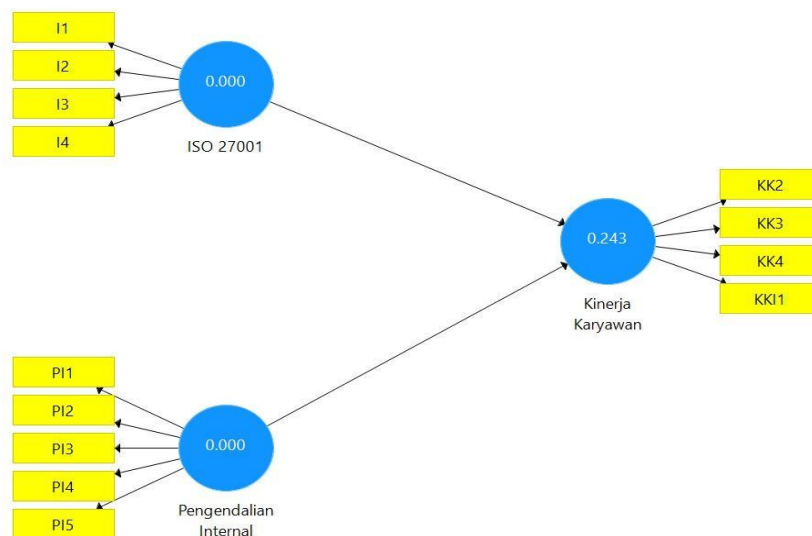 I1
I2
I3
I4
0.000
ISO 27001
KK2
KK3
KK4
KKI1
0.243
Kinerja
Karyawan
PI1
PI2
PI3
PI4
PI5
0.000
Pengendalian
Internal